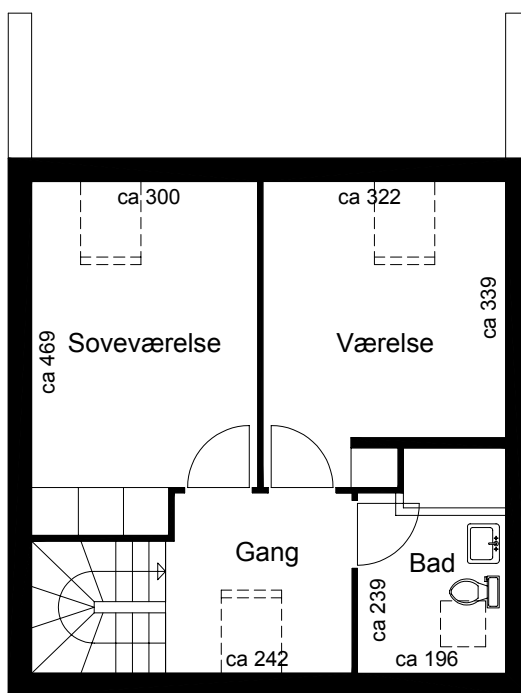 ca 300
ca 322
ca 469
Soveværelse
Værelse
ca 339
Gang
Bad
ca 239
ca 242
ca 196